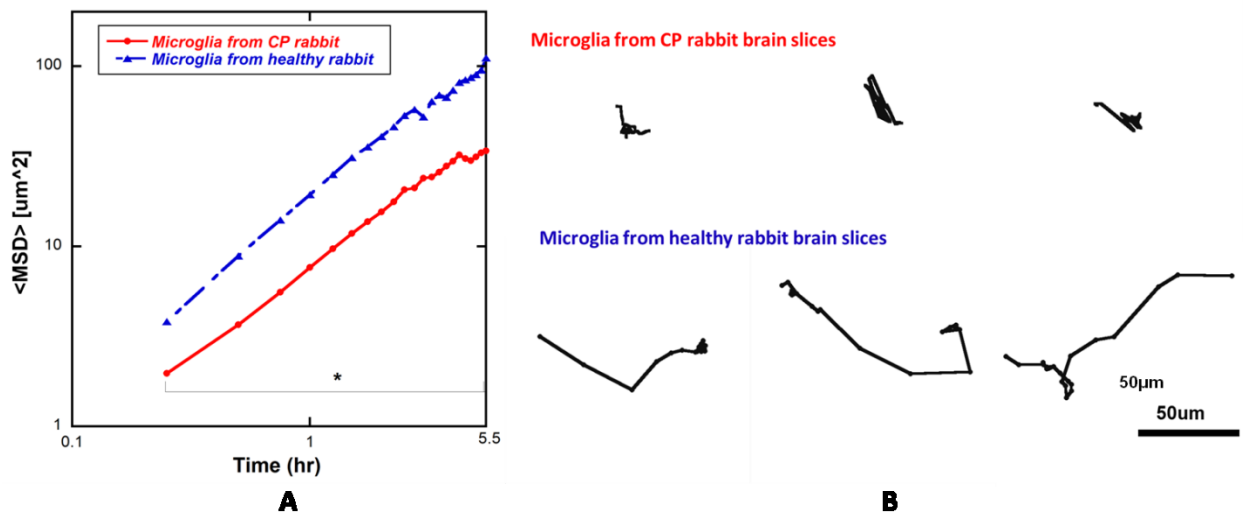 Microglia from CP rabbit
Microglia from healthy rabbit
<MSD> [um^2]
100
10
1
0.1
1
5.5
*
Time (hr)
A
Microglia from CP rabbit brain slices
Microglia from healthy rabbit brain slices
50µm
50um
B